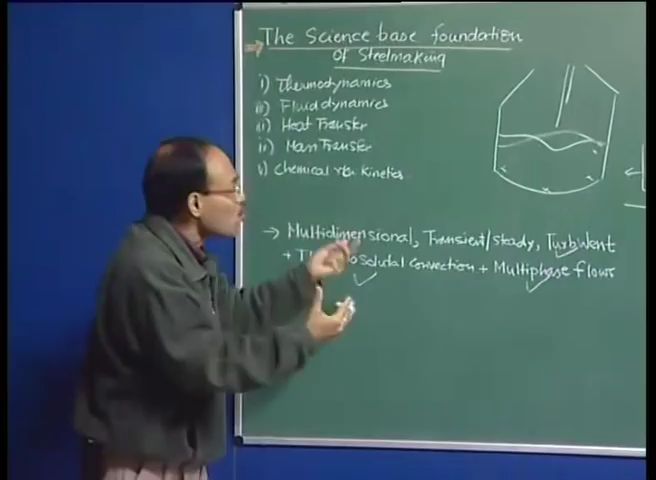 The Science base foundation
of Steelmaking
i) Thermodynamics
ii) Fluid dynamics
iii) Heat Transfer
iv) Mass Transfer
v) Chemical rxn kinetics
→ Multidimensional, Transient/steady, Turbulent
+ solutal convection + Multiphase flows